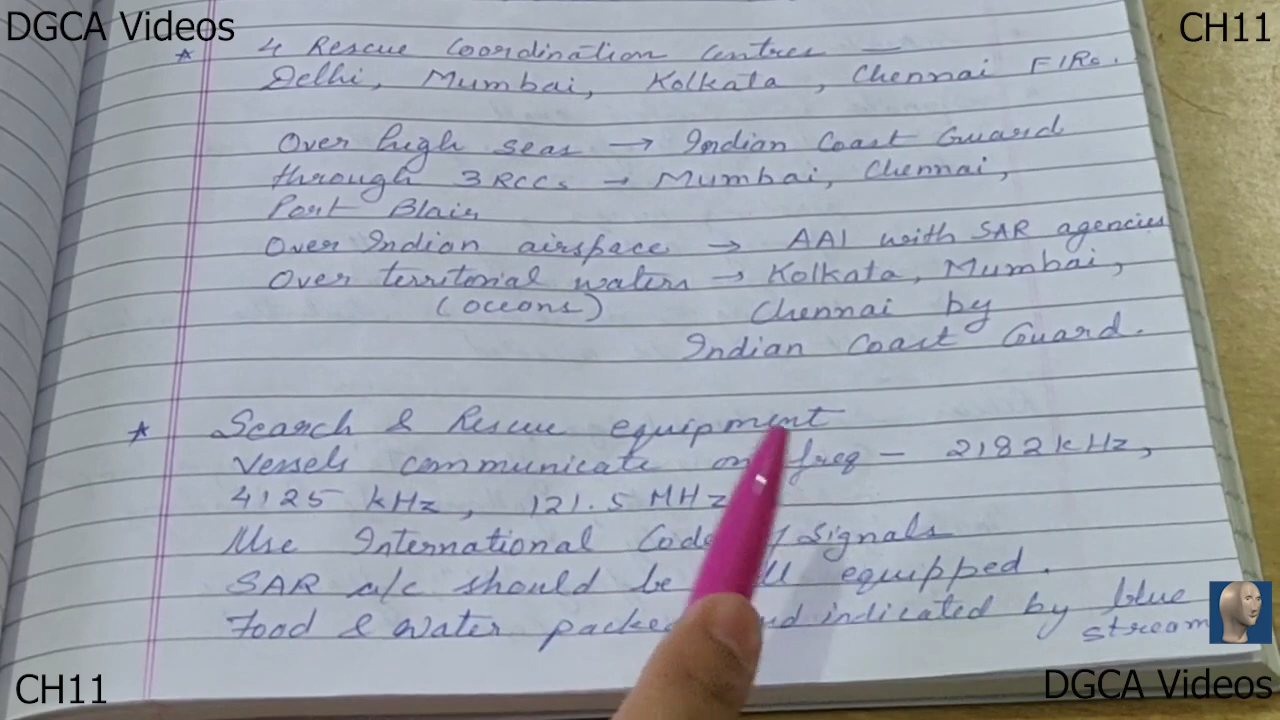 DGCA Videos
CH11
* 4 Rescue Coordination Centres —
Delhi, Mumbai, Kolkata, Chennai FIRs.
Over high seas → Indian Coast Guard
through 3 RCCs → Mumbai, Chennai,
Port Blair
Over Indian airspace → AAI with SAR agencies
Over territorial waters → Kolkata, Mumbai,
(oceans) Chennai by
Indian Coast Guard.
* Search & Rescue equipment
Vessels communicate on freq – 2182 kHz,
4125 kHz, 121.5 MHz
Use International Code Signals
SAR a/c should be equipped.
Food & water indicated by blue
stream
CH11
DGCA Videos